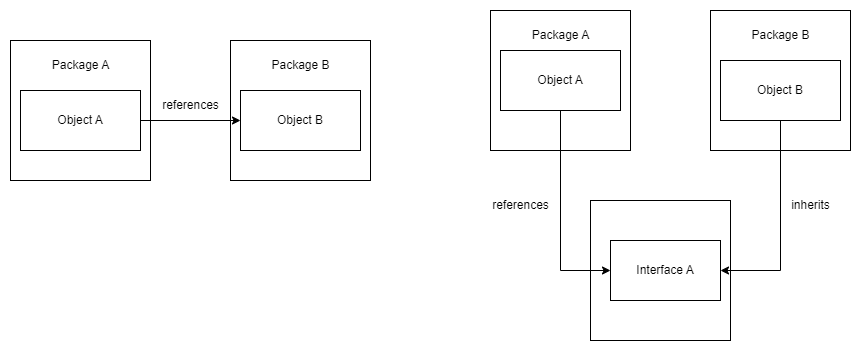 Package A
Object A
references
Package B
Object B
Package A
Object A
Package B
Object B
references
inherits
Interface A